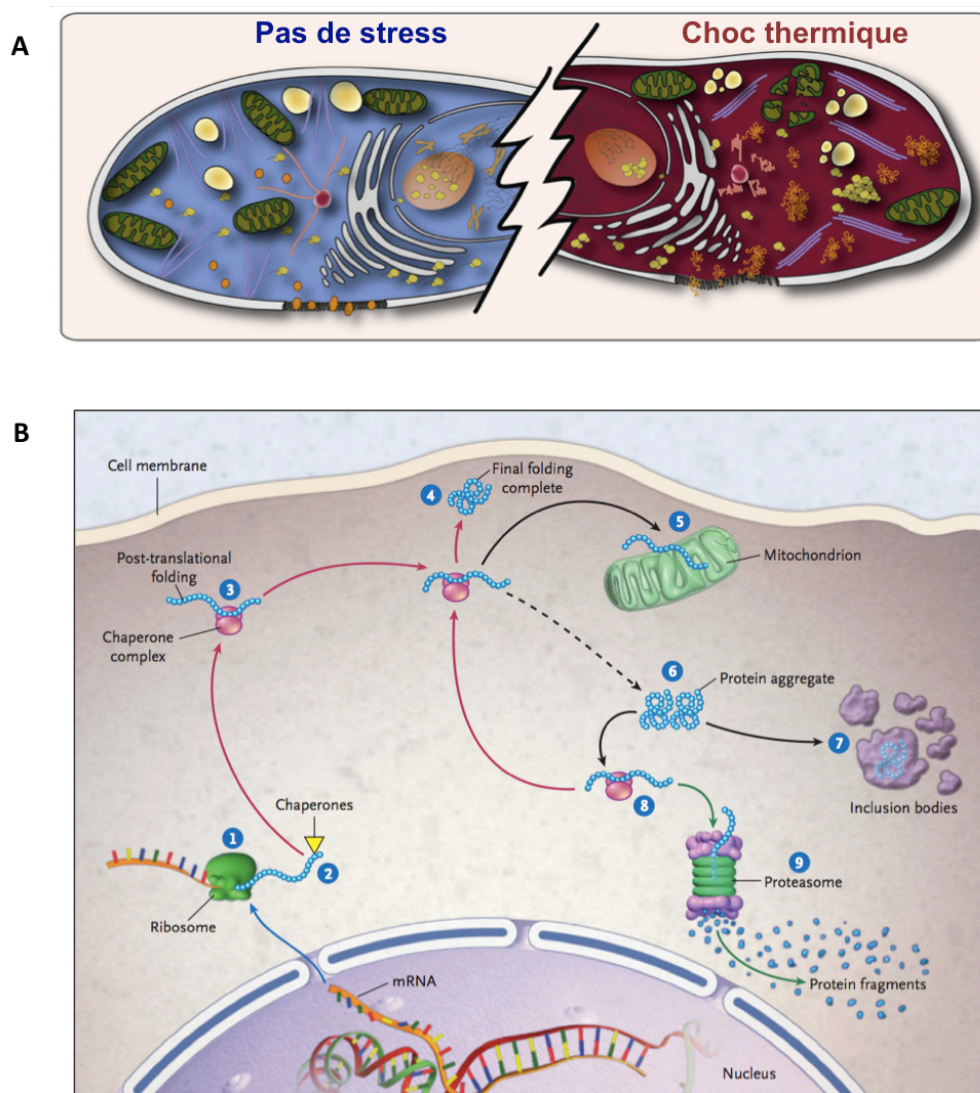 A
Pas de stress
Choc thermique
B
Cell membrane
4
Final folding
complete
5
Mitochondrion
Post-translational
folding
3
Chaperone
complex
6
Protein aggregate
7
Inclusion bodies
8
Chaperones
1
2
Ribosome
9
Proteasome
mRNA
Protein fragments
Nucleus